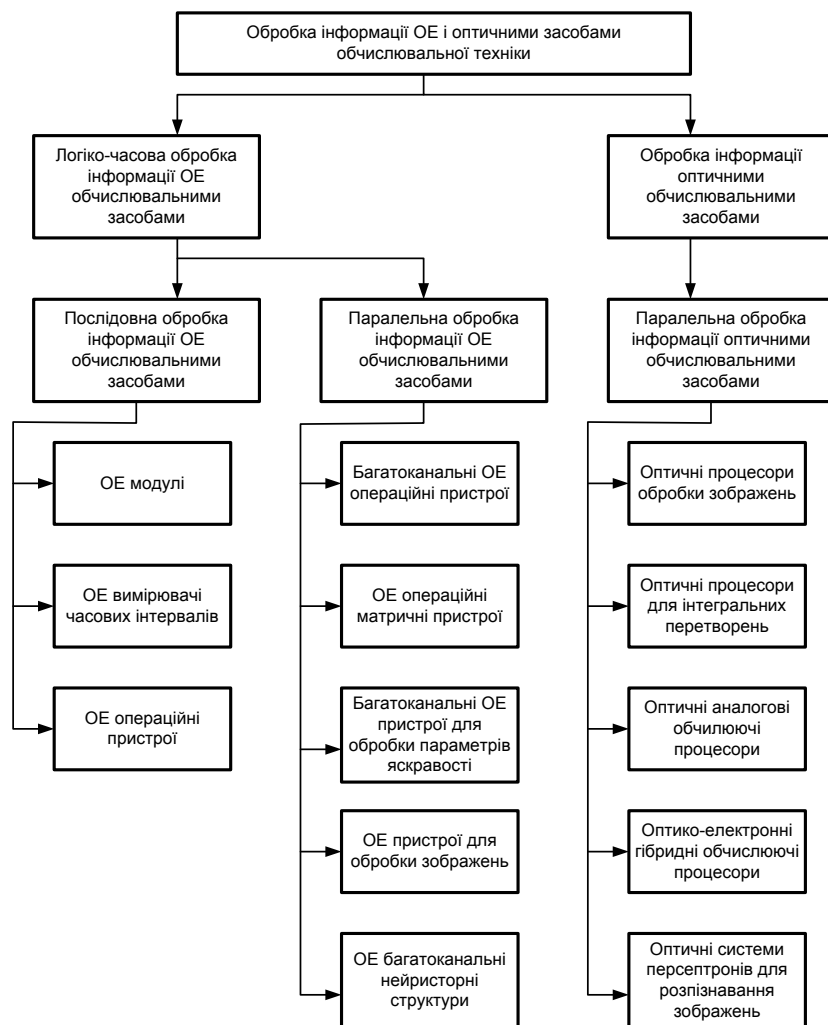 Обробка інформації ОЕ і оптичними засобами
обчислювальної техніки
Логіко-часова обробка
інформації ОЕ
обчислювальними
засобами
Обробка інформації
оптичними
обчислювальними
засобами
Послідовна обробка
інформації ОЕ
обчислювальними
засобами
Паралельна обробка
інформації ОЕ
обчислювальними
засобами
Паралельна обробка
інформації оптичними
обчислювальними
засобами
ОЕ модулі
ОЕ вимірювачі
часових інтервалів
ОЕ операційні
пристрої
Багатоканальні ОЕ
операційні пристрої
ОЕ операційні
матричні пристрої
Багатоканальні ОЕ
пристрої для
обробки параметрів
яскравості
ОЕ пристрої для
обробки зображень
ОЕ багатоканальні
нейристорні
структури
Оптичні процесори
обробки зображень
Оптичні процесори
для інтегральних
перетворень
Оптичні аналогові
обчилюючі
процесори
Оптико-електронні
гібридні обчислюючі
процесори
Оптичні системи
персептронів для
розпізнавання
зображень